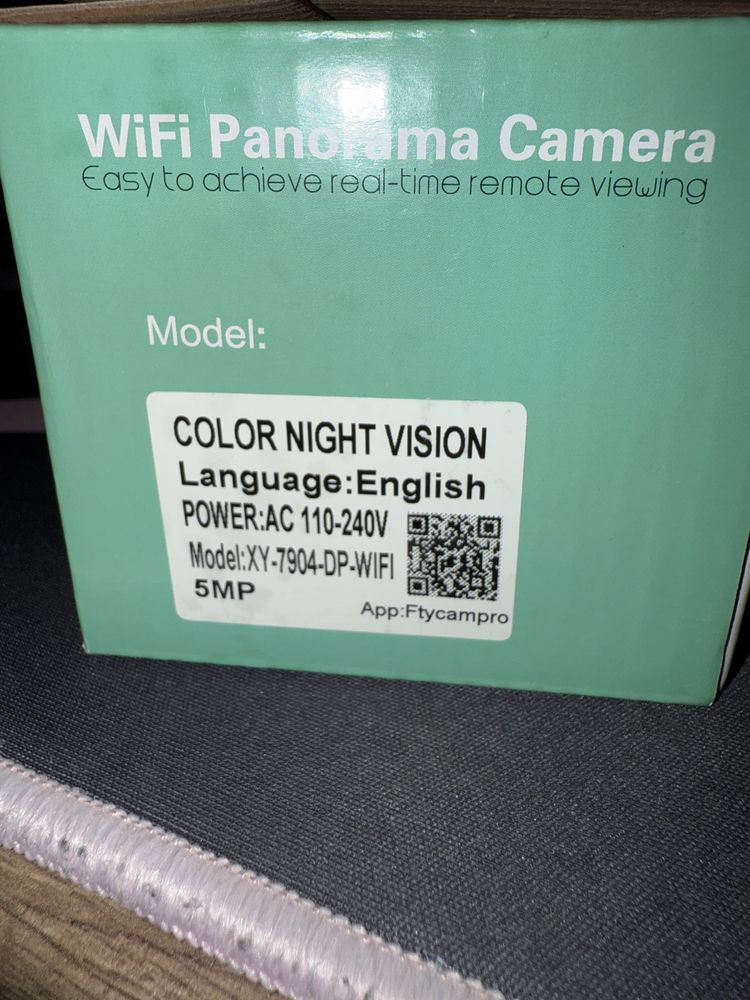 WiFi Panorama Camera
Easy to achieve real-time remote viewing
Model:
COLOR NIGHT VISION
Language:English
POWER:AC 110-240V
Model:XY-7904-DP-WIFI
5MP
App:Ftycampro